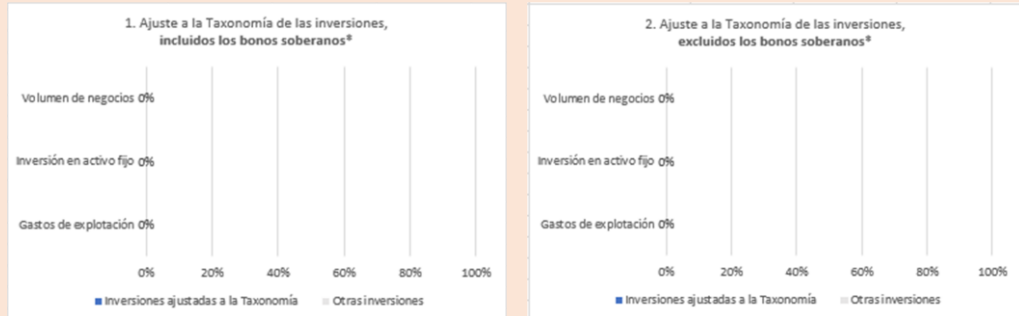 1. Ajuste a la Taxonomía de las inversiones,
incluidos los bonos soberanos*
Volumen de negocios 0%
Inversión en activo fijo 0%
Gastos de explotación 0%
0% 20% 40% 60% 80% 100%
Inversiones ajustadas a la Taxonomía Otras inversiones
2. Ajuste a la Taxonomía de las inversiones,
excluidos los bonos soberanos*
Volumen de negocios 0%
Inversión en activo fijo 0%
Gastos de explotación 0%
0% 20% 40% 60% 80% 100%
Inversiones ajustadas a la Taxonomía Otras inversiones